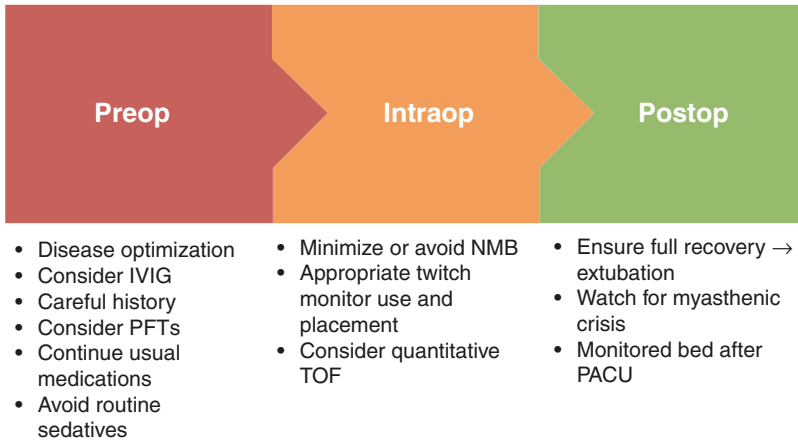 Preop
Intraop
Postop
• Disease optimization
• Consider IVIG
• Careful history
• Consider PFTs
• Continue usual
medications
• Avoid routine
sedatives
• Minimize or avoid NMB
• Appropriate twitch
monitor use and
placement
• Consider quantitative
TOF
• Ensure full recovery →
extubation
• Watch for myasthenic
crisis
• Monitored bed after
PACU